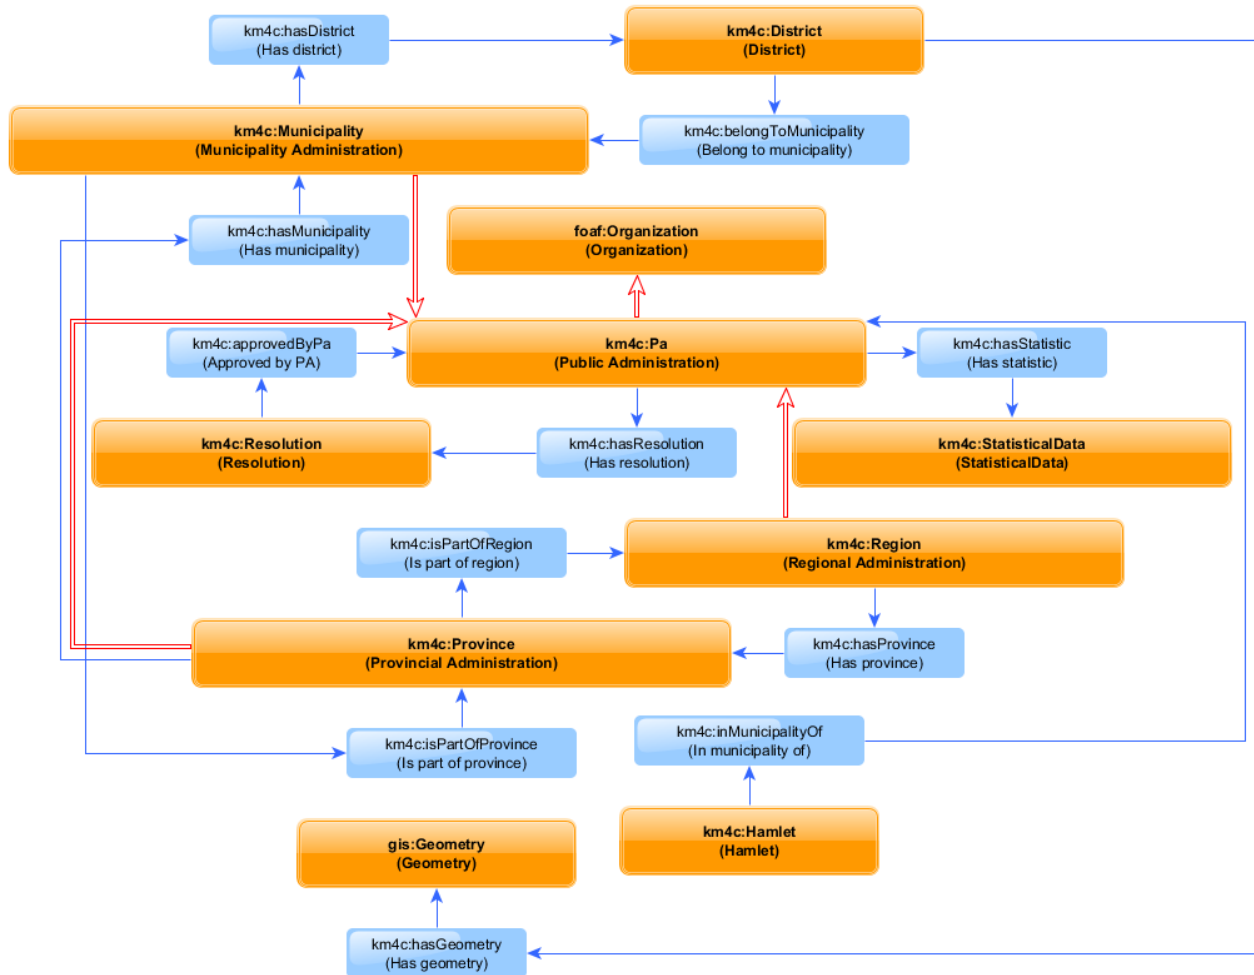 km4c:hasDistrict
(Has district)
km4c:District
(District)
km4c:Municipality
(Municipality Administration)
km4c:belongToMunicipality
(Belong to municipality)
km4c:hasMunicipality
(Has municipality)
foaf:Organization
(Organization)
km4c:approvedByPa
(Approved by PA)
km4c:Pa
(Public Administration)
km4c:hasStatistic
(Has statistic)
km4c:Resolution
(Resolution)
km4c:hasResolution
(Has resolution)
km4c:StatisticalData
(StatisticalData)
km4c:isPartOfRegion
(Is part of region)
km4c:Region
(Regional Administration)
km4c:Province
(Provincial Administration)
km4c:hasProvince
(Has province)
km4c:isPartOfProvince
(Is part of province)
km4c:inMunicipalityOf
(In municipality of)
gis:Geometry
(Geometry)
km4c:Hamlet
(Hamlet)
km4c:hasGeometry
(Has geometry)